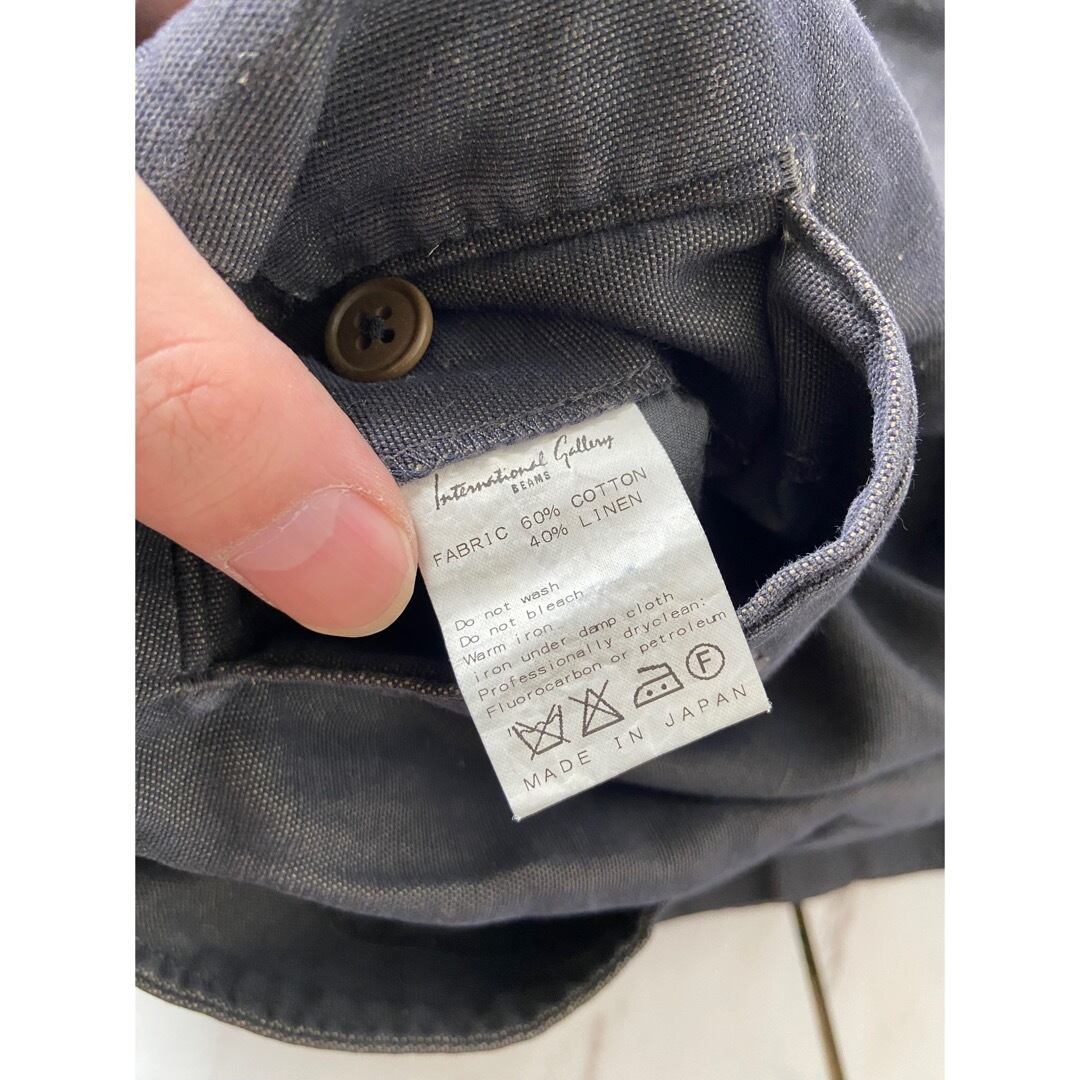 International Gallery
BEAMS
FABRIC 60% COTTON
40% LINEN
Do not wash
Do not bleach
Warm iron.
iron under damp cloth
Professionally dryclean:
Fluorocarbon or petroleum
F
MADE IN JAPAN